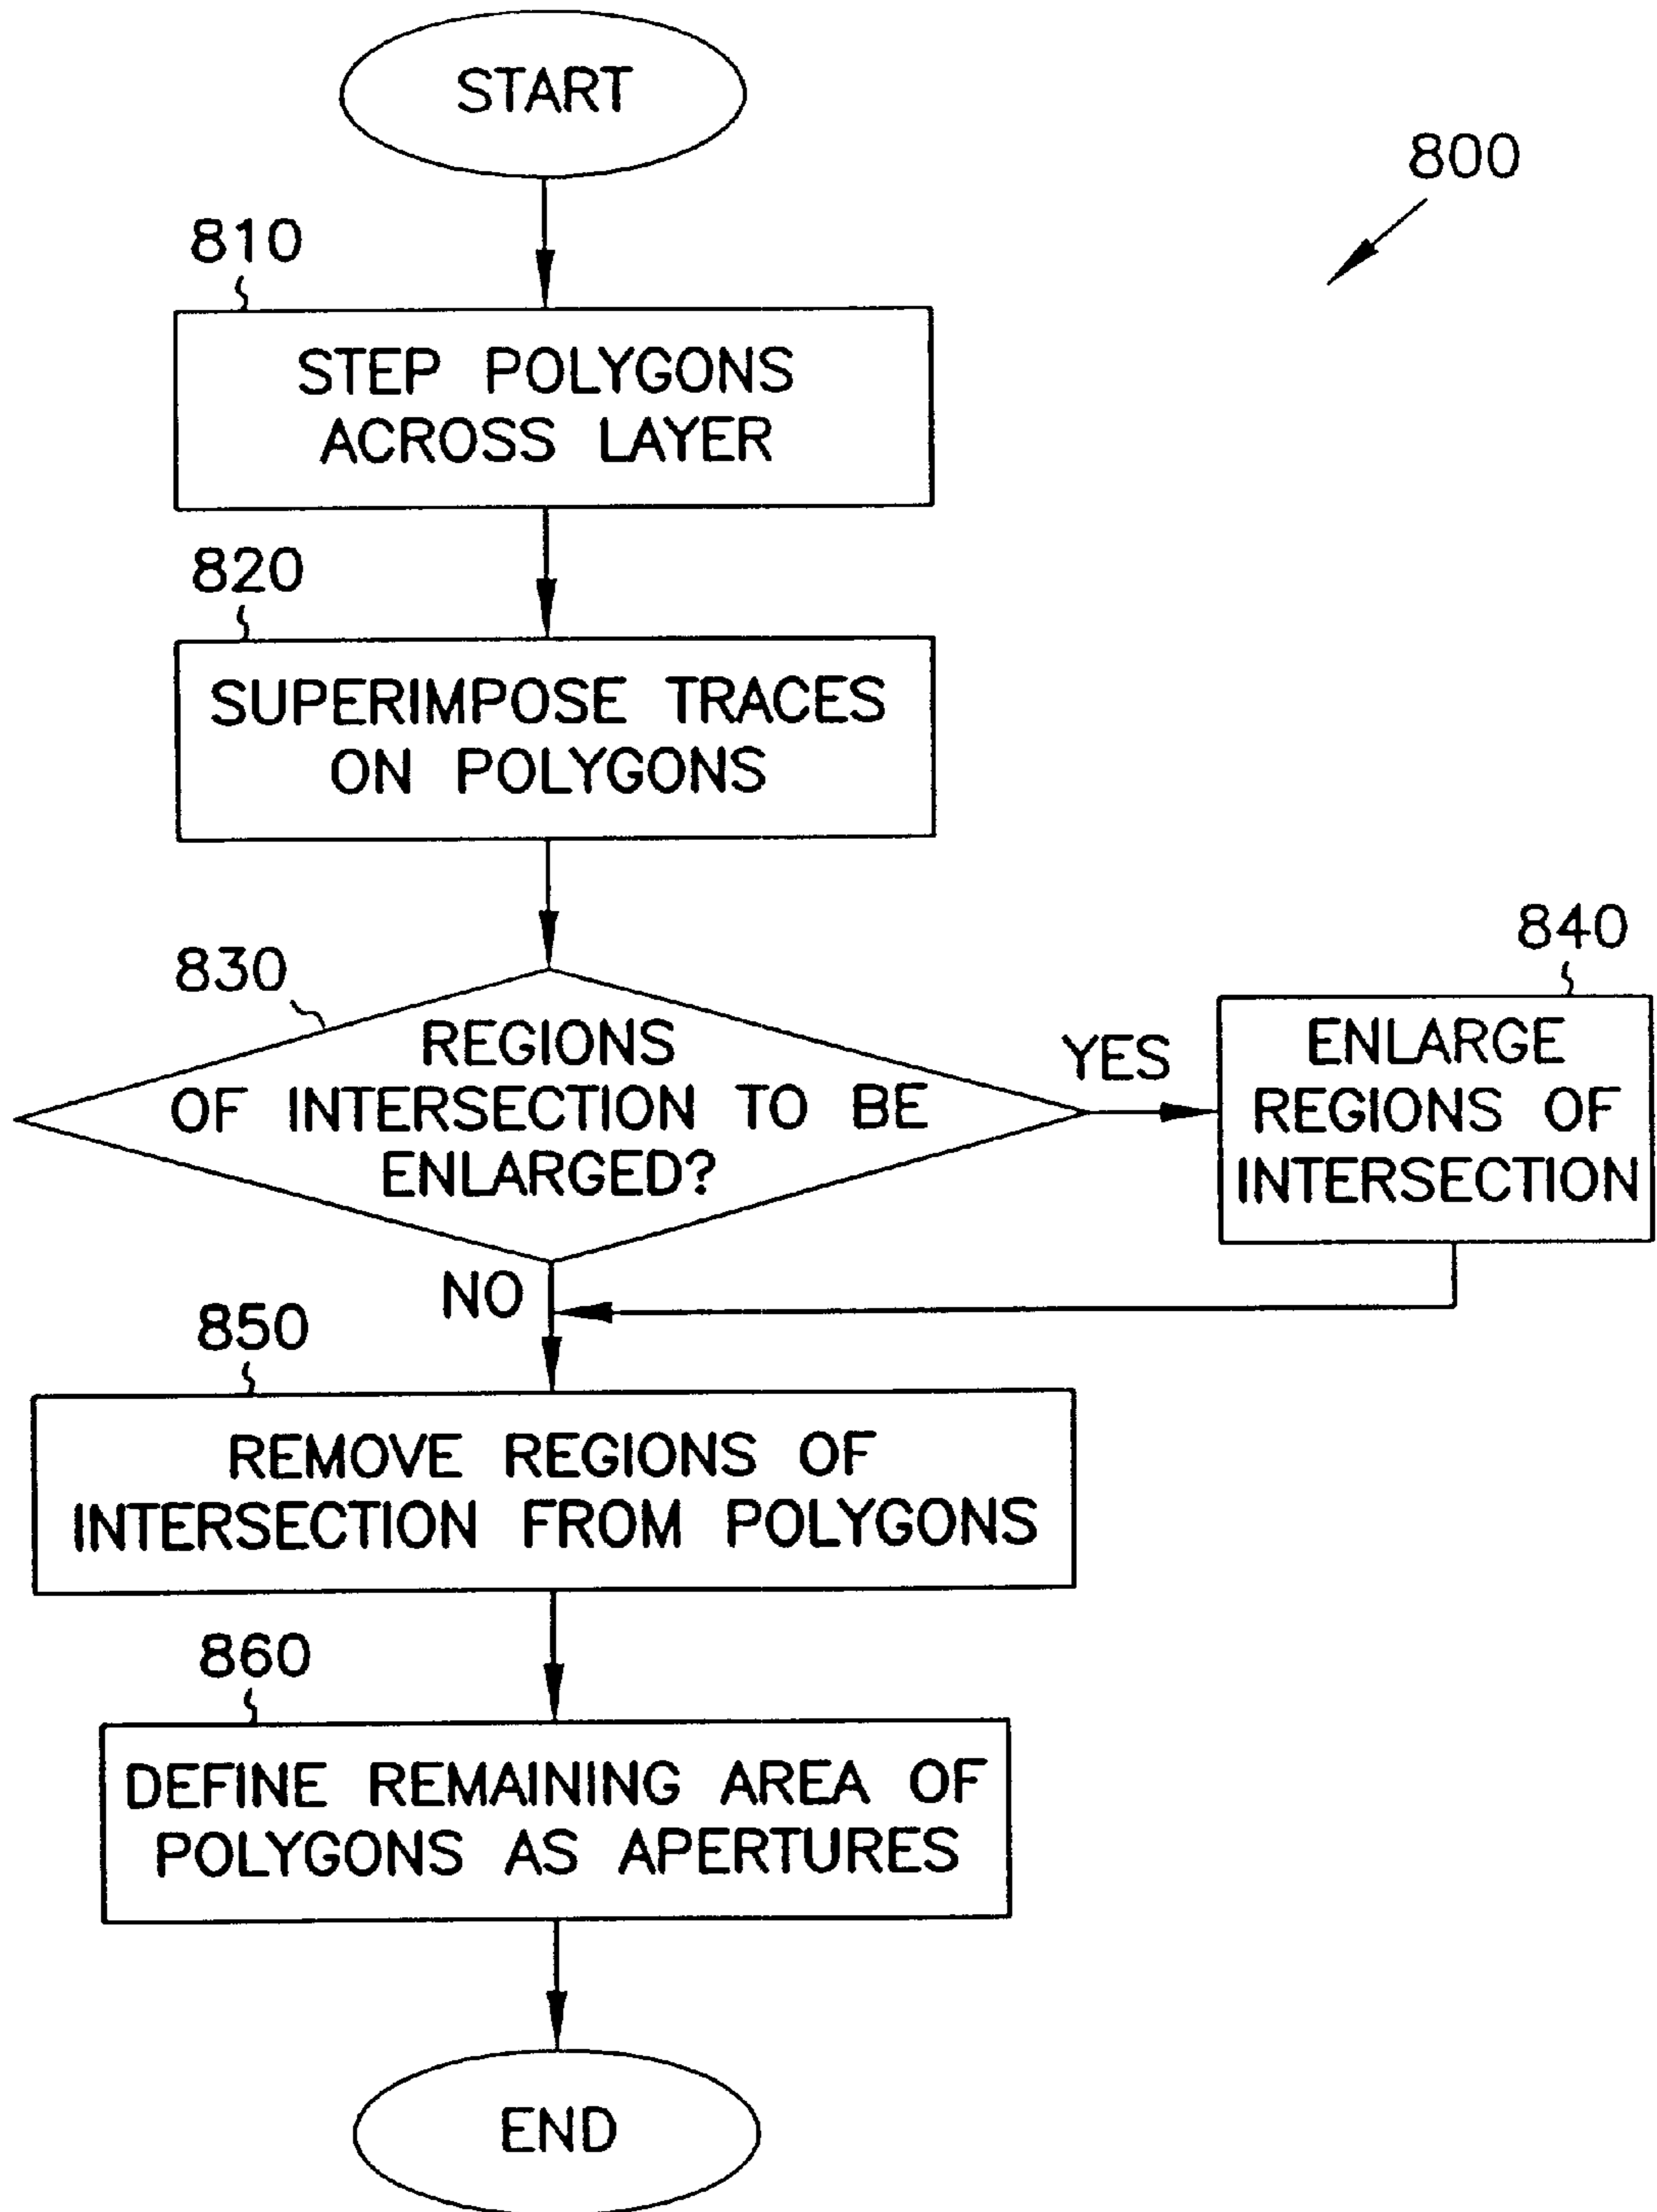 START
800
810
STEP POLYGONS
ACROSS LAYER
820
SUPERIMPOSE TRACES
ON POLYGONS
830
REGIONS
OF INTERSECTION TO BE
ENLARGED?
YES
840
ENLARGE
REGIONS OF
INTERSECTION
NO
850
REMOVE REGIONS OF
INTERSECTION FROM POLYGONS
860
DEFINE REMAINING AREA OF
POLYGONS AS APERTURES
END